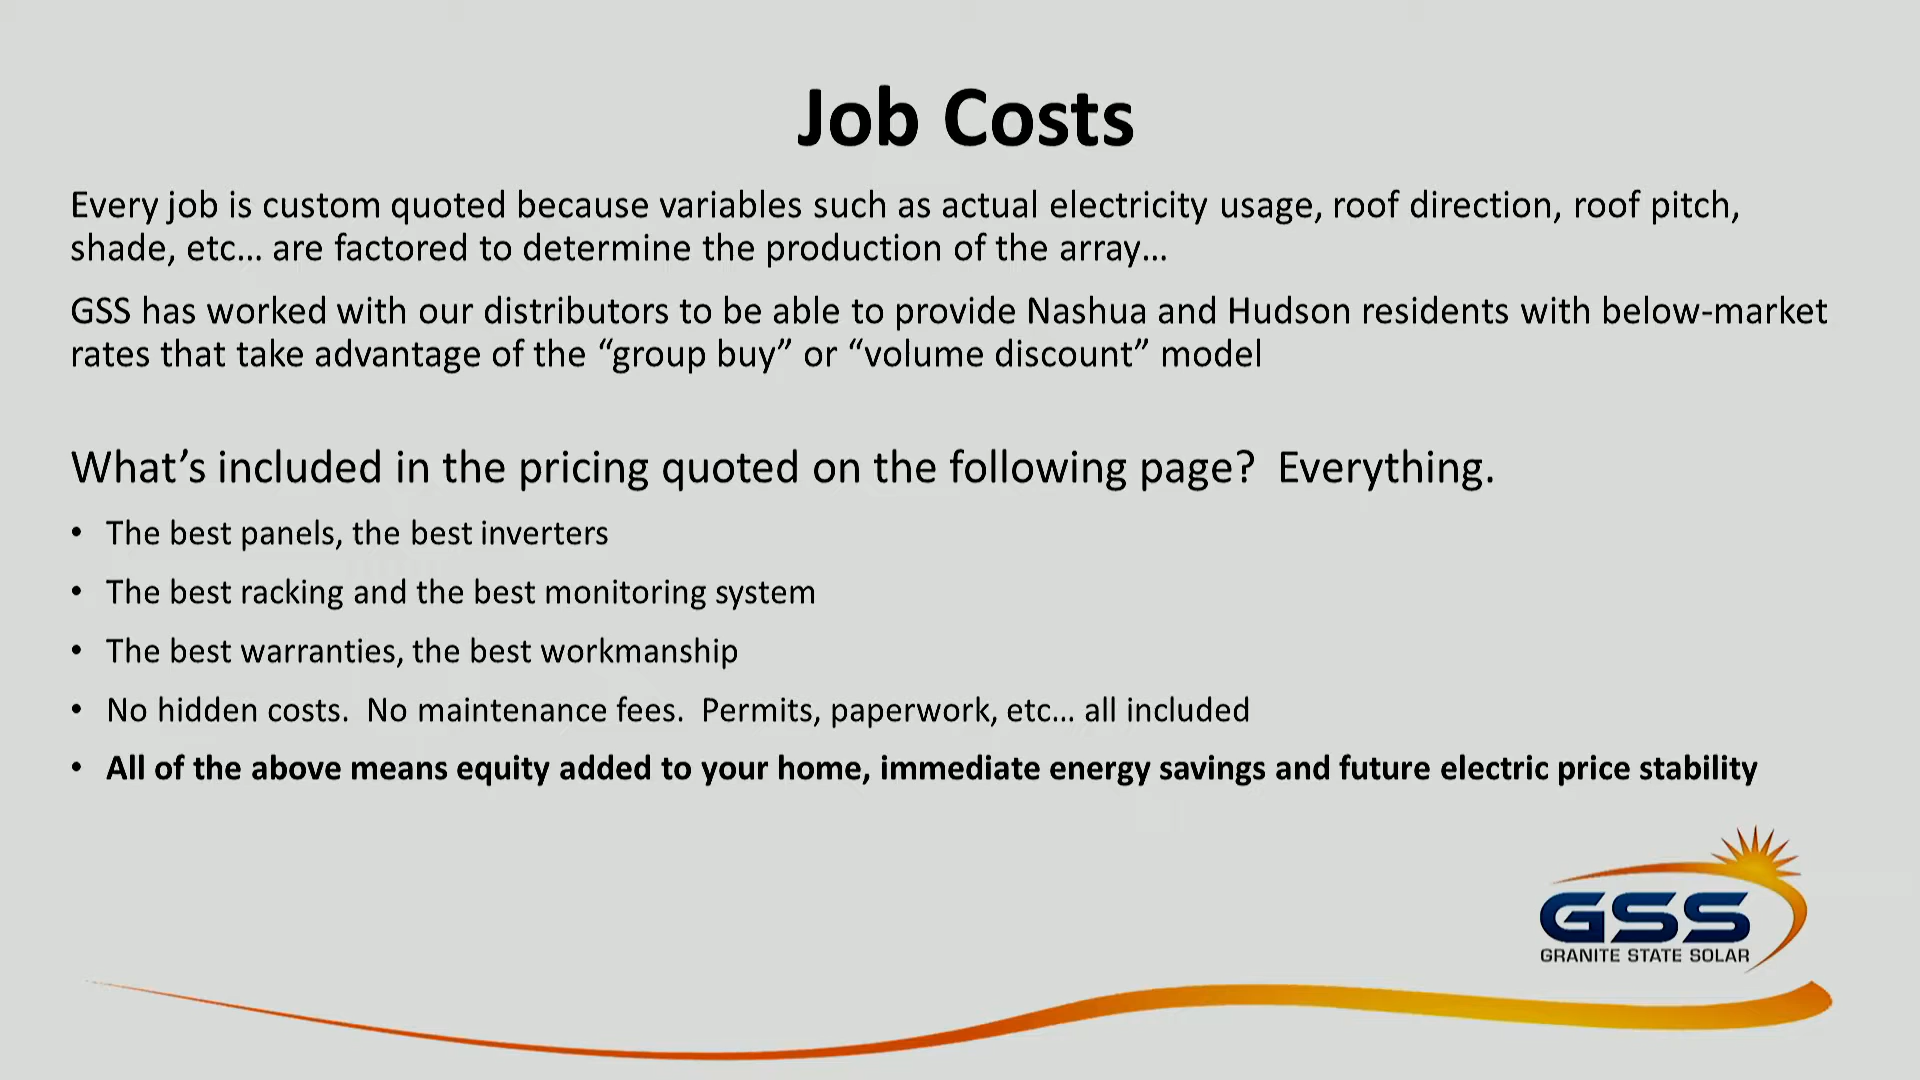 Job Costs
Every job is custom quoted because variables such as actual electricity usage, roof direction, roof pitch,
shade, etc... are factored to determine the production of the array...
GSS has worked with our distributors to be able to provide Nashua and Hudson residents with below-market
rates that take advantage of the “group buy” or “volume discount” model
What’s included in the pricing quoted on the following page?  Everything.
• The best panels, the best inverters
• The best racking and the best monitoring system
• The best warranties, the best workmanship
• No hidden costs.  No maintenance fees.  Permits, paperwork, etc... all included
• All of the above means equity added to your home, immediate energy savings and future electric price stability
GSS
GRANITE STATE SOLAR